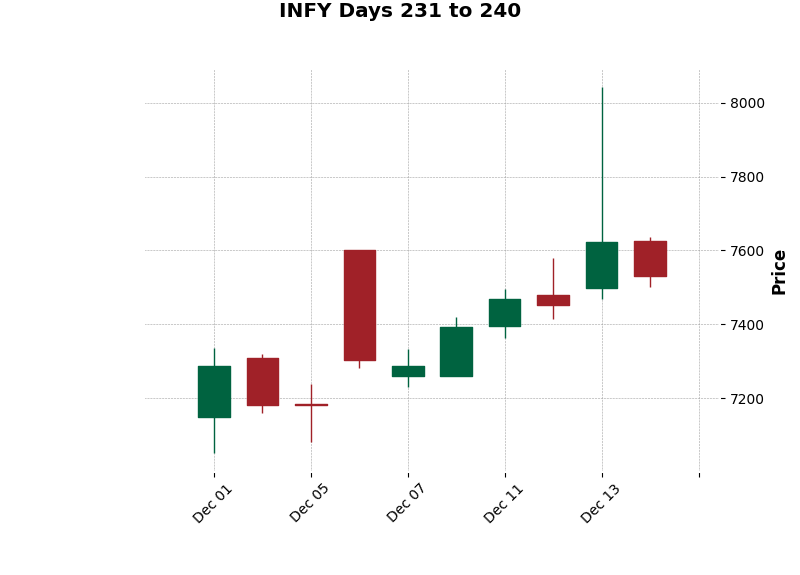 INFY Days 231 to 240
8000
7800
7600
7400
7200
Price
Dec 01
Dec 05
Dec 07
Dec 11
Dec 13